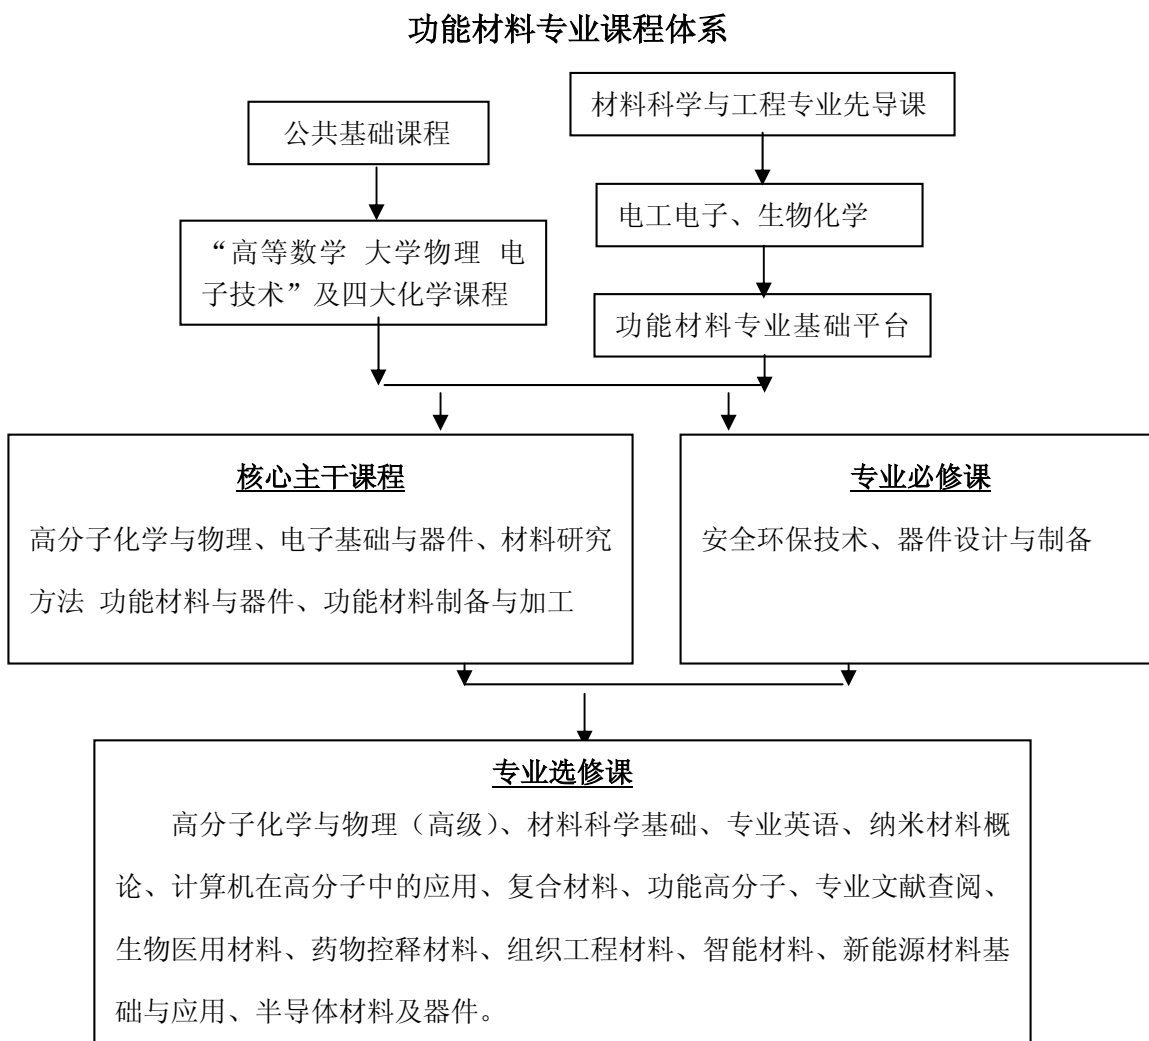 功能材料专业课程体系
公共基础课程
材料科学与工程专业先导课
“高等数学 大学物理 电
子技术”及四大化学课程
电工电子、生物化学
功能材料专业基础平台
核心主干课程
高分子化学与物理、电子基础与器件、材料研究
方法 功能材料与器件、功能材料制备与加工
专业必修课
安全环保技术、器件设计与制备
专业选修课
高分子化学与物理（高级）、材料科学基础、专业英语、纳米材料概
论、计算机在高分子中的应用、复合材料、功能高分子、专业文献查阅、
生物医用材料、药物控释材料、组织工程材料、智能材料、新能源材料基
础与应用、半导体材料及器件。